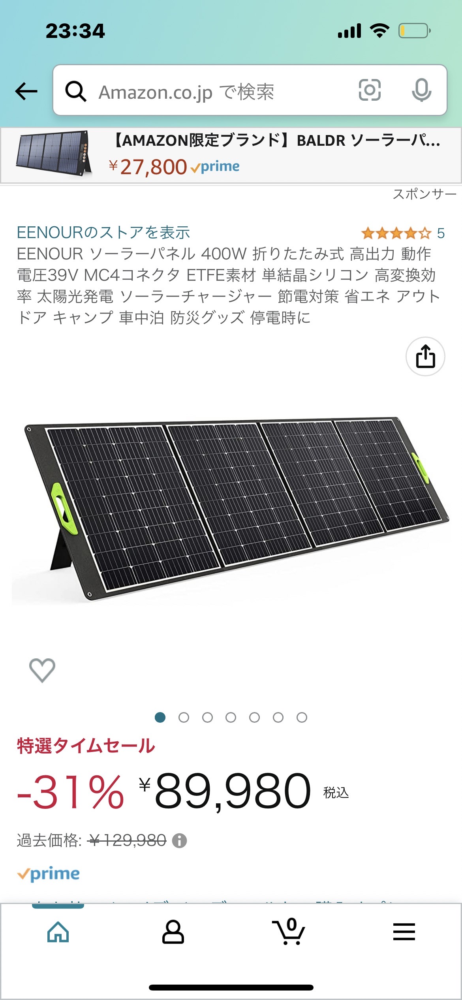 23:34
Amazon.co.jp で検索
【AMAZON限定ブランド】BALDR ソーラーパ...
¥27,800 prime
スポンサー
EENOURのストアを表示 5
EENOUR ソーラーパネル 400W 折りたたみ式 高出力 動作
電圧39V MC4コネクタ ETFE素材 単結晶シリコン 高変換効
率 太陽光発電 ソーラーチャージャー 節電対策 省エネ アウト
ドア キャンプ 車中泊 防災グッズ 停電時に
特選タイムセール
-31% ¥89,980 税込
過去価格: ¥129,980
prime
0